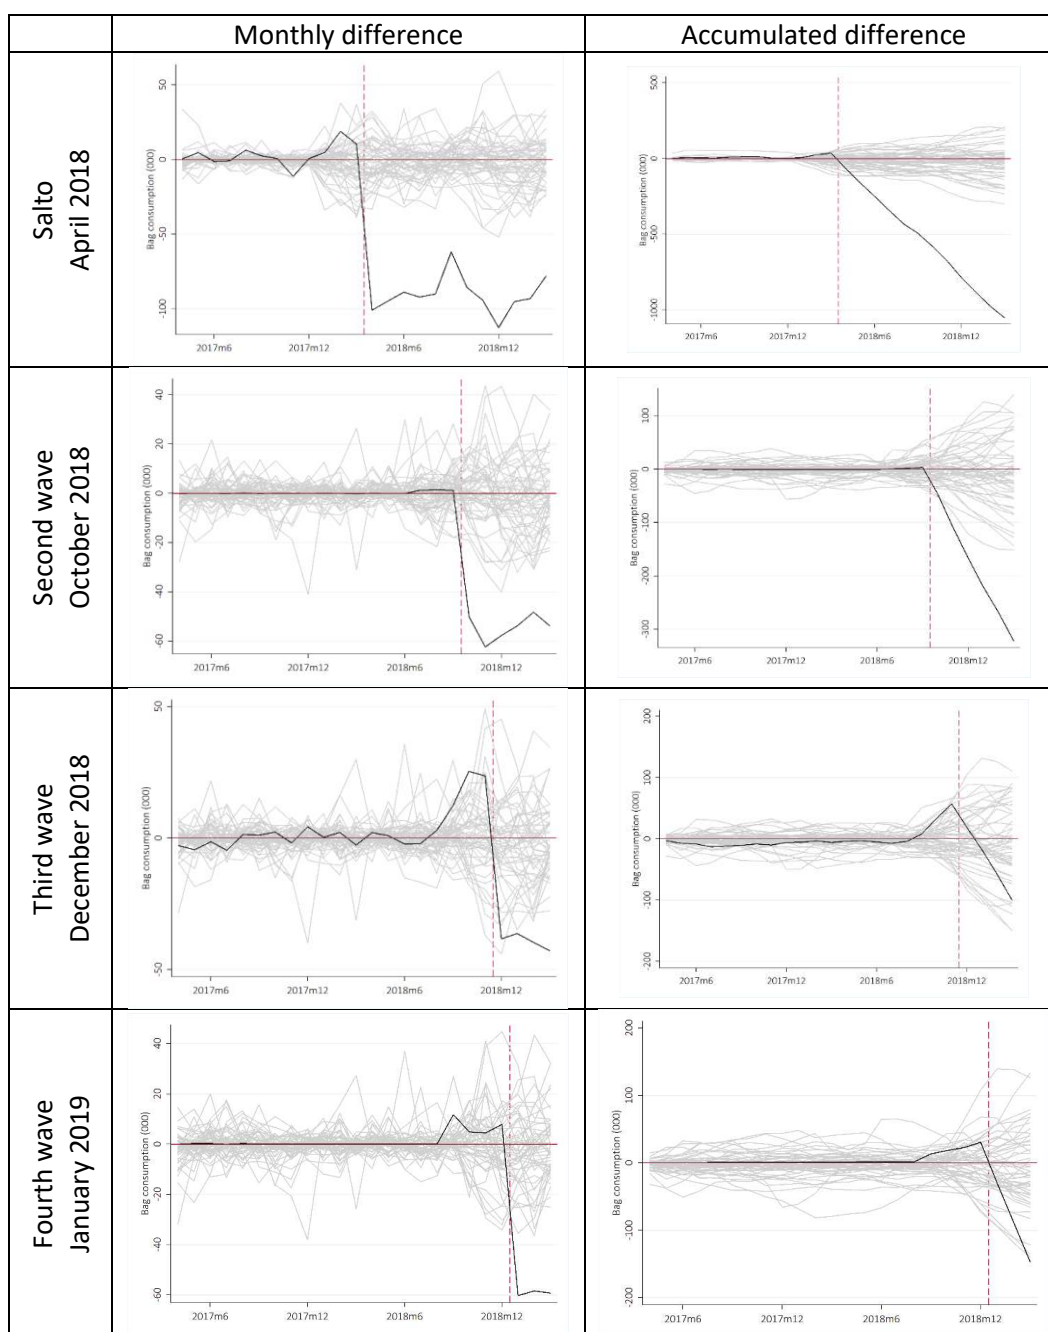 Monthly difference
Accumulated difference
Salto
April 2018
Bag consumption (000)
50
0
-50
-100
2017m6 2017m12 2018m6 2018m12
Bag consumption (000)
500
0
-500
-1000
2017m6 2017m12 2018m6 2018m12
Second wave
October 2018
Bag consumption (000)
40
20
0
-20
-40
-60
2017m6 2017m12 2018m6 2018m12
Bag consumption (000)
100
0
-100
-200
-300
2017m6 2017m12 2018m6 2018m12
Third wave
December 2018
Bag consumption (000)
50
0
-50
2017m6 2017m12 2018m6 2018m12
Bag consumption (000)
200
100
0
-100
-200
2017m6 2017m12 2018m6 2018m12
Fourth wave
January 2019
Bag consumption (000)
40
20
0
-20
-40
-60
2017m6 2017m12 2018m6 2018m12
Bag consumption (000)
200
100
0
-100
-200
2017m6 2017m12 2018m6 2018m12